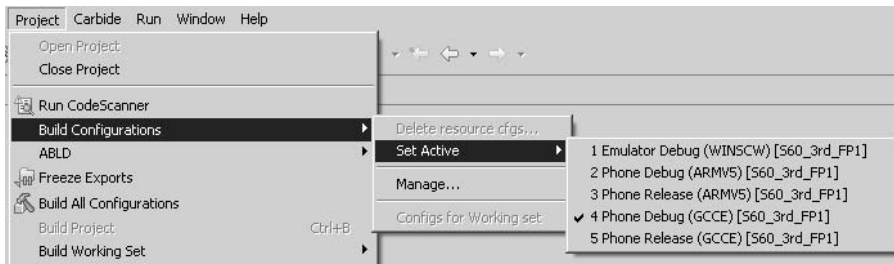 Project Carbide Run Window Help
Open Project
Close Project
Run CodeScanner
Build Configurations
ABLD
Freeze Exports
Build All Configurations
Build Project Ctrl+B
Build Working Set
Delete resource cfgs...
Set Active
Manage...
Configs for Working set
1 Emulator Debug (WINSCW) [S60_3rd_FP1]
2 Phone Debug (ARMV5) [S60_3rd_FP1]
3 Phone Release (ARMV5) [S60_3rd_FP1]
4 Phone Debug (GCCE) [S60_3rd_FP1]
5 Phone Release (GCCE) [S60_3rd_FP1]